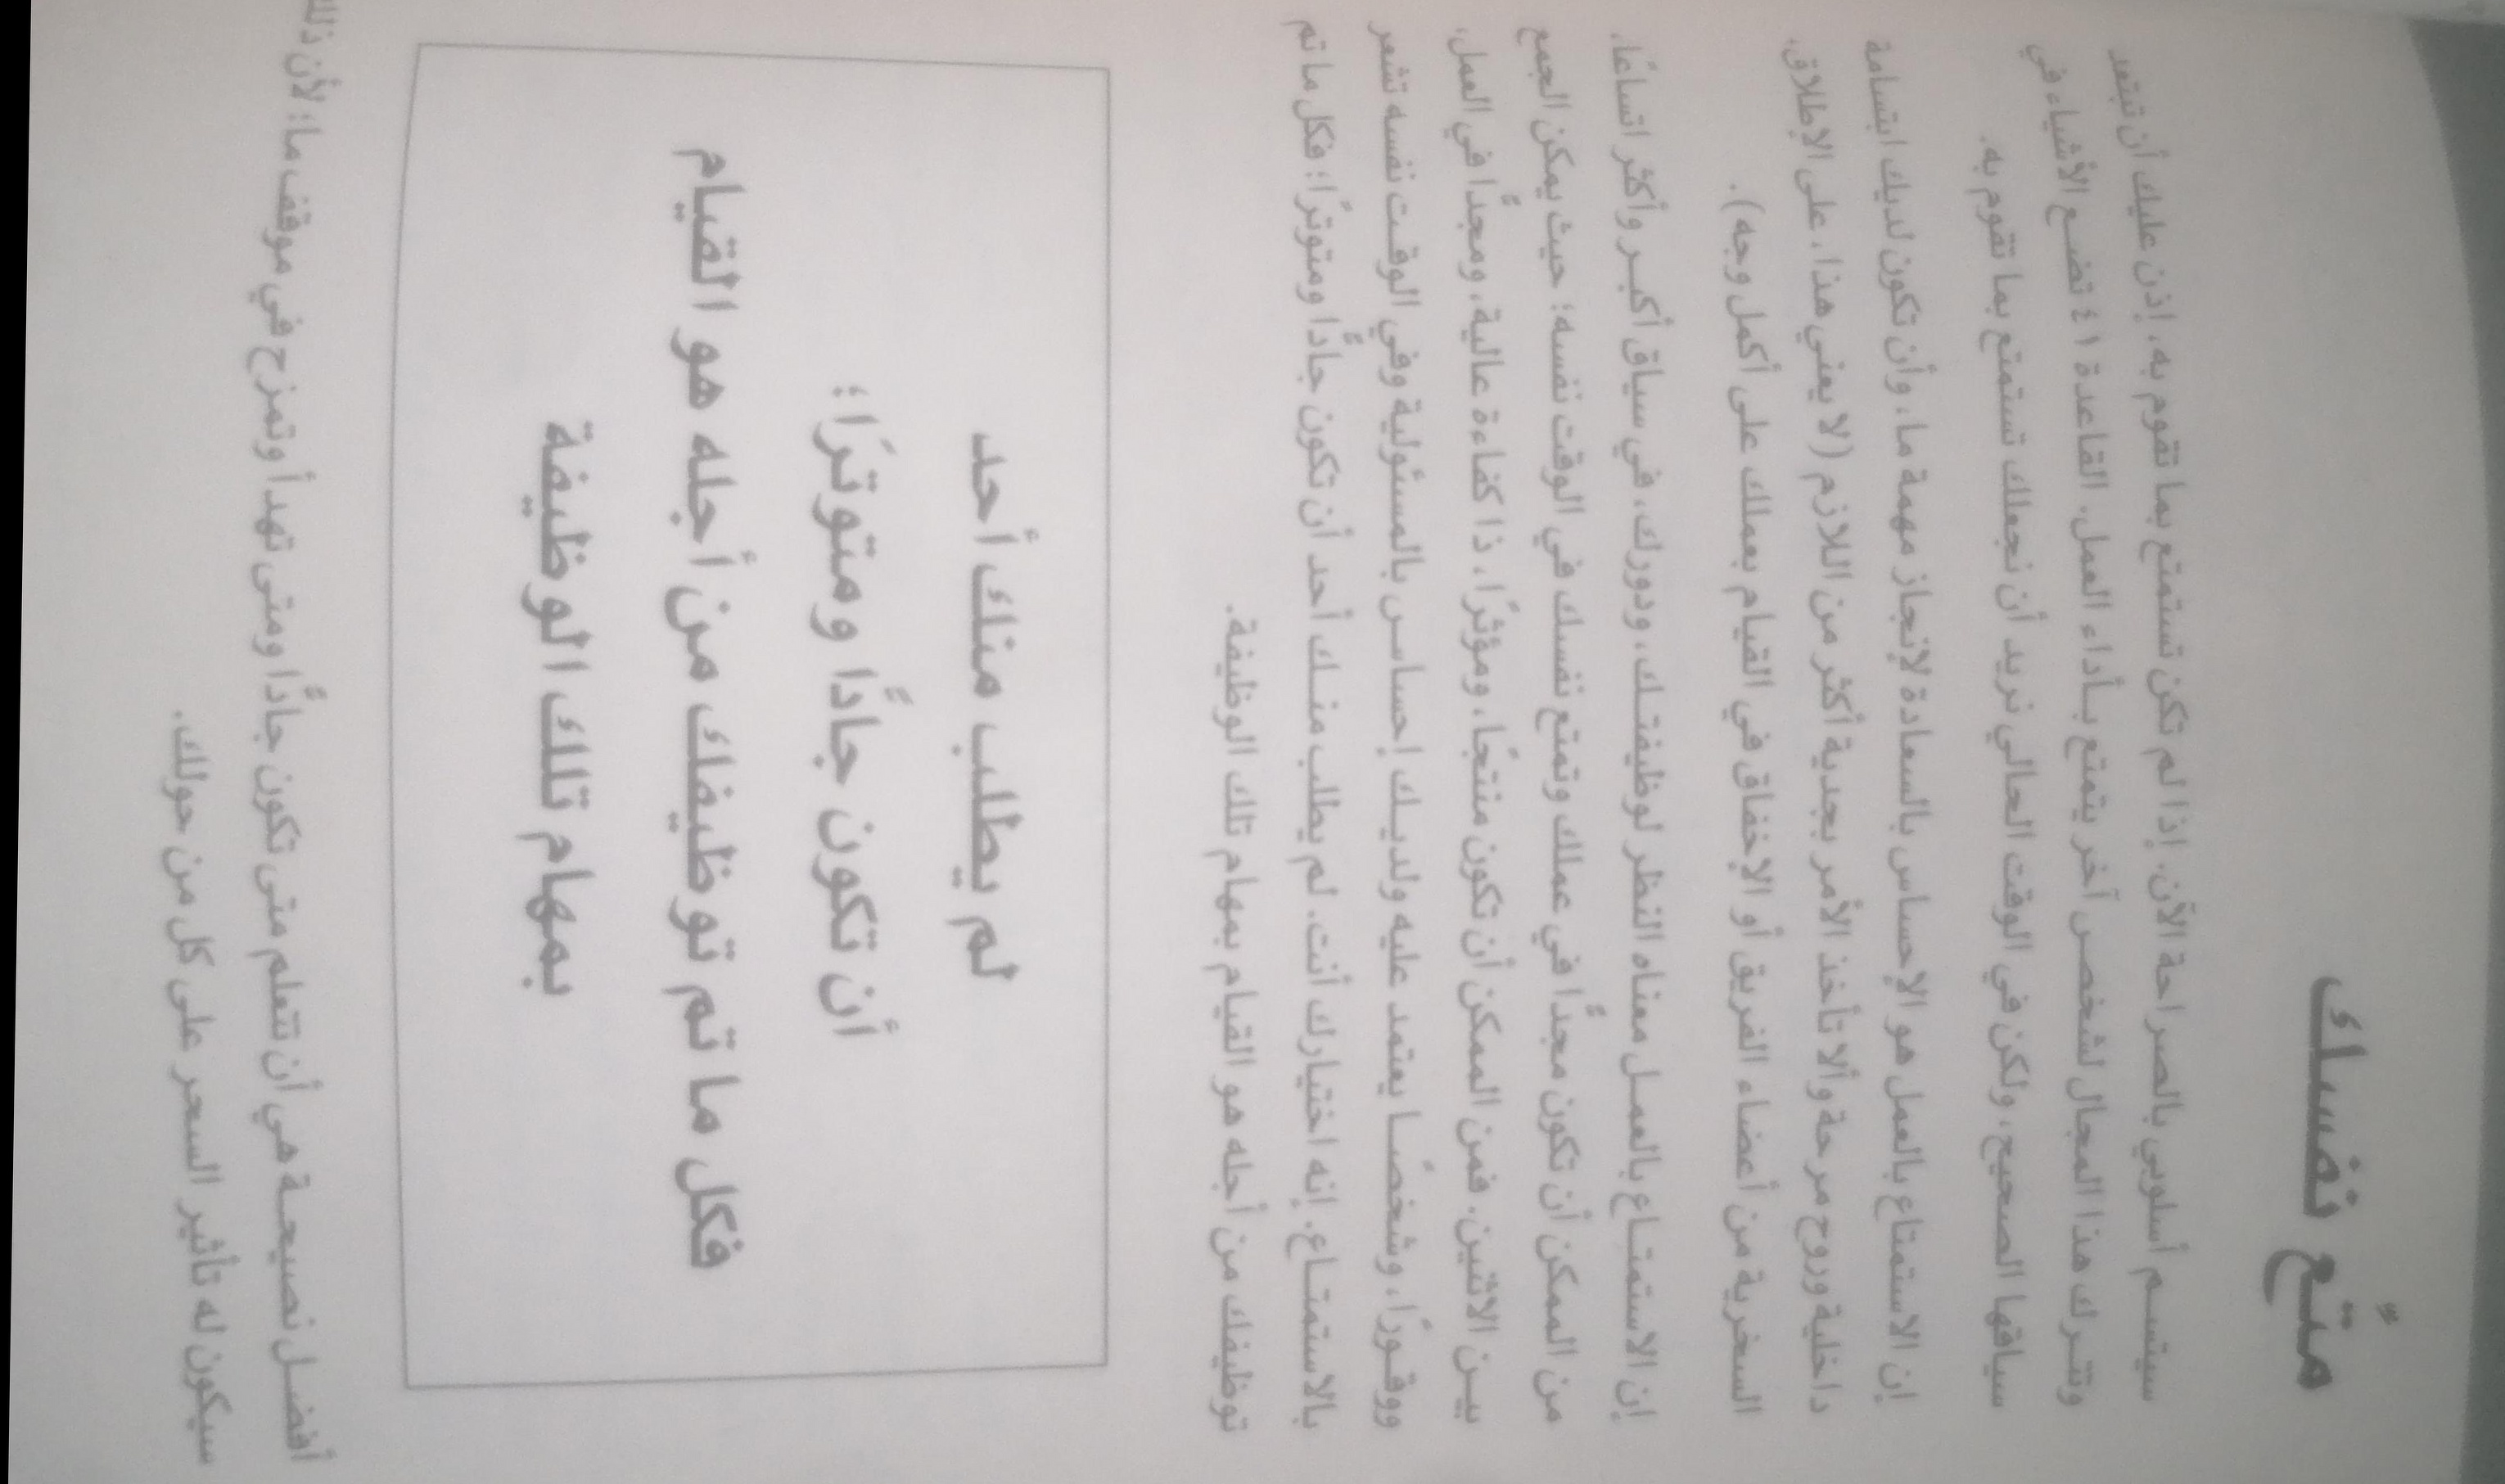 متِّع نفسك
سيتسم أسلوبي بالصراحة الآن. إذا لم تكن تستمتع بما تقوم به، إذن عليك أن تبتعد
وتترك هذا المجال لشخص آخر يتمتع بأداء العمل. القاعدة ٤١ تضع الأشياء في
سياقها الصحيح، ولكن في الوقت الحالي نريد أن نجعلك تستمتع بما تقوم به.
إن الاستمتاع بالعمل هو الإحساس بالسعادة لإنجاز مهمة ما، وأن تكون لديك ابتسامة
داخلية وروح مرحة وألا تأخذ الأمر بجدية أكثر من اللازم (لا يعني هذا، على الإطلاق،
السخرية من أعضاء الفريق أو الإخفاق في القيام بعملك على أكمل وجه).
إن الاستمتاع بالعمل معناه النظر لوظيفتك، ودورك، في سياق أكبر وأكثر اتساعًا.
من الممكن أن تكون مجدًّا في عملك وتمتع نفسك في الوقت نفسه؛ حيث يمكن الجمع
بين الاثنين. فمن الممكن أن تكون منتجًا، ومؤثرًا، ذا كفاءة عالية، ومجدًّا في العمل،
ووقورًا، وشخصًا يعتمد عليه ولديك إحساس بالمسئولية وفي الوقت نفسه تشعر
بالاستمتاع. إنه اختيارك أنت. لم يطلب منك أحد أن تكون جادًّا ومتوترًا؛ فكل ما تم
توظيفك من أجله هو القيام بمهام تلك الوظيفة.
لم يطلب منك أحد
أن تكون جادًّا ومتوترًا؛
فكل ما تم توظيفك من أجله هو القيام
بمهام تلك الوظيفة
أفضل نصيحة هي أن تتعلم متى تكون جادًّا ومتى تهدأ وتمزح في موقف ما؛ لأن
سيكون له تأثير السحر على كل من حولك.